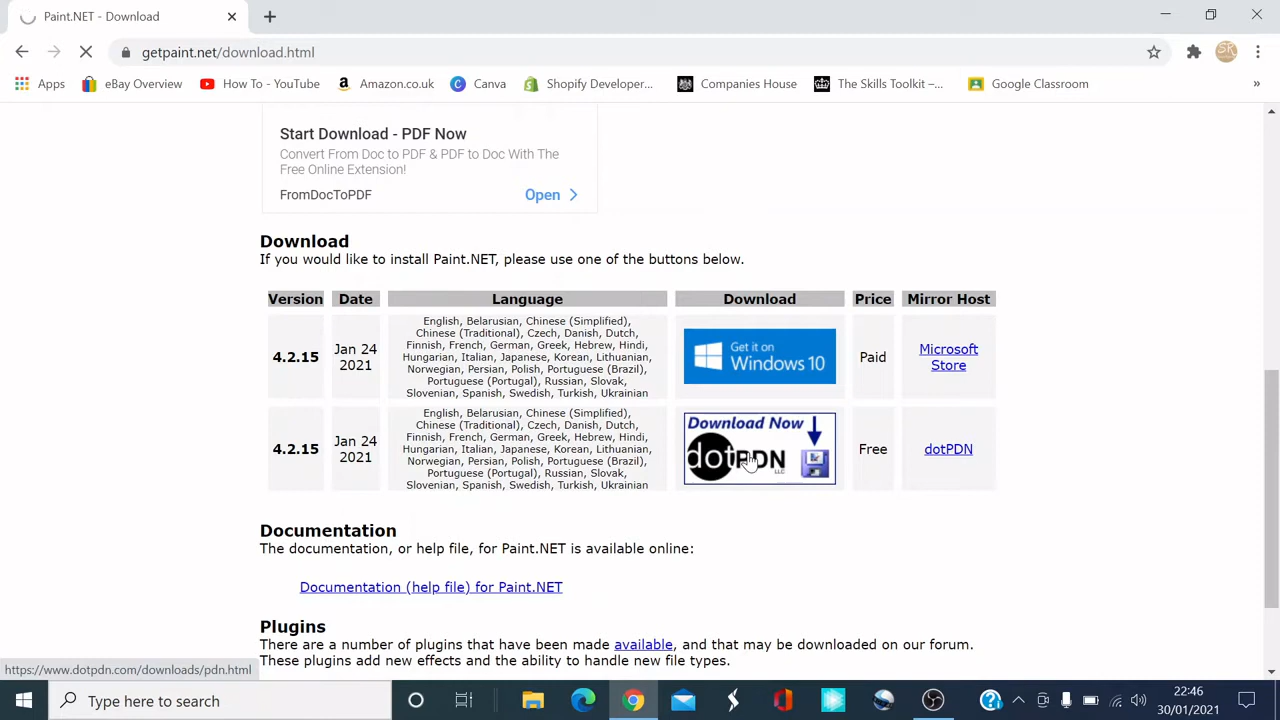 Paint.NET - Download
getpaint.net/download.html
Apps
eBay Overview
How To - YouTube
Amazon.co.uk
Canva
Shopify Developer...
Companies House
The Skills Toolkit –...
Google Classroom
»
Start Download - PDF Now
Convert From Doc to PDF & PDF to Doc With The
Free Online Extension!
FromDocToPDF
Open
Download
If you would like to install Paint.NET, please use one of the buttons below.
Version Date Language Download Price Mirror Host
4.2.15
Jan 24
2021
English, Belarusian, Chinese (Simplified),
Chinese (Traditional), Czech, Danish, Dutch,
Finnish, French, German, Greek, Hebrew, Hindi,
Hungarian, Italian, Japanese, Korean, Lithuanian,
Norwegian, Persian, Polish, Portuguese (Brazil),
Portuguese (Portugal), Russian, Slovak,
Slovenian, Spanish, Swedish, Turkish, Ukrainian
Get it on
Windows 10
Paid
Microsoft
Store
4.2.15
Jan 24
2021
English, Belarusian, Chinese (Simplified),
Chinese (Traditional), Czech, Danish, Dutch,
Finnish, French, German, Greek, Hebrew, Hindi,
Hungarian, Italian, Japanese, Korean, Lithuanian,
Norwegian, Persian, Polish, Portuguese (Brazil),
Portuguese (Portugal), Russian, Slovak,
Slovenian, Spanish, Swedish, Turkish, Ukrainian
Download Now
dotPDN
LLC
Free
dotPDN
Documentation
The documentation, or help file, for Paint.NET is available online:
Documentation (help file) for Paint.NET
Plugins
There are a number of plugins that have been made available, and that may be downloaded on our forum.
These plugins add new effects and the ability to handle new file types.
https://www.dotpdn.com/downloads/pdn.html
Type here to search
22:46
30/01/2021